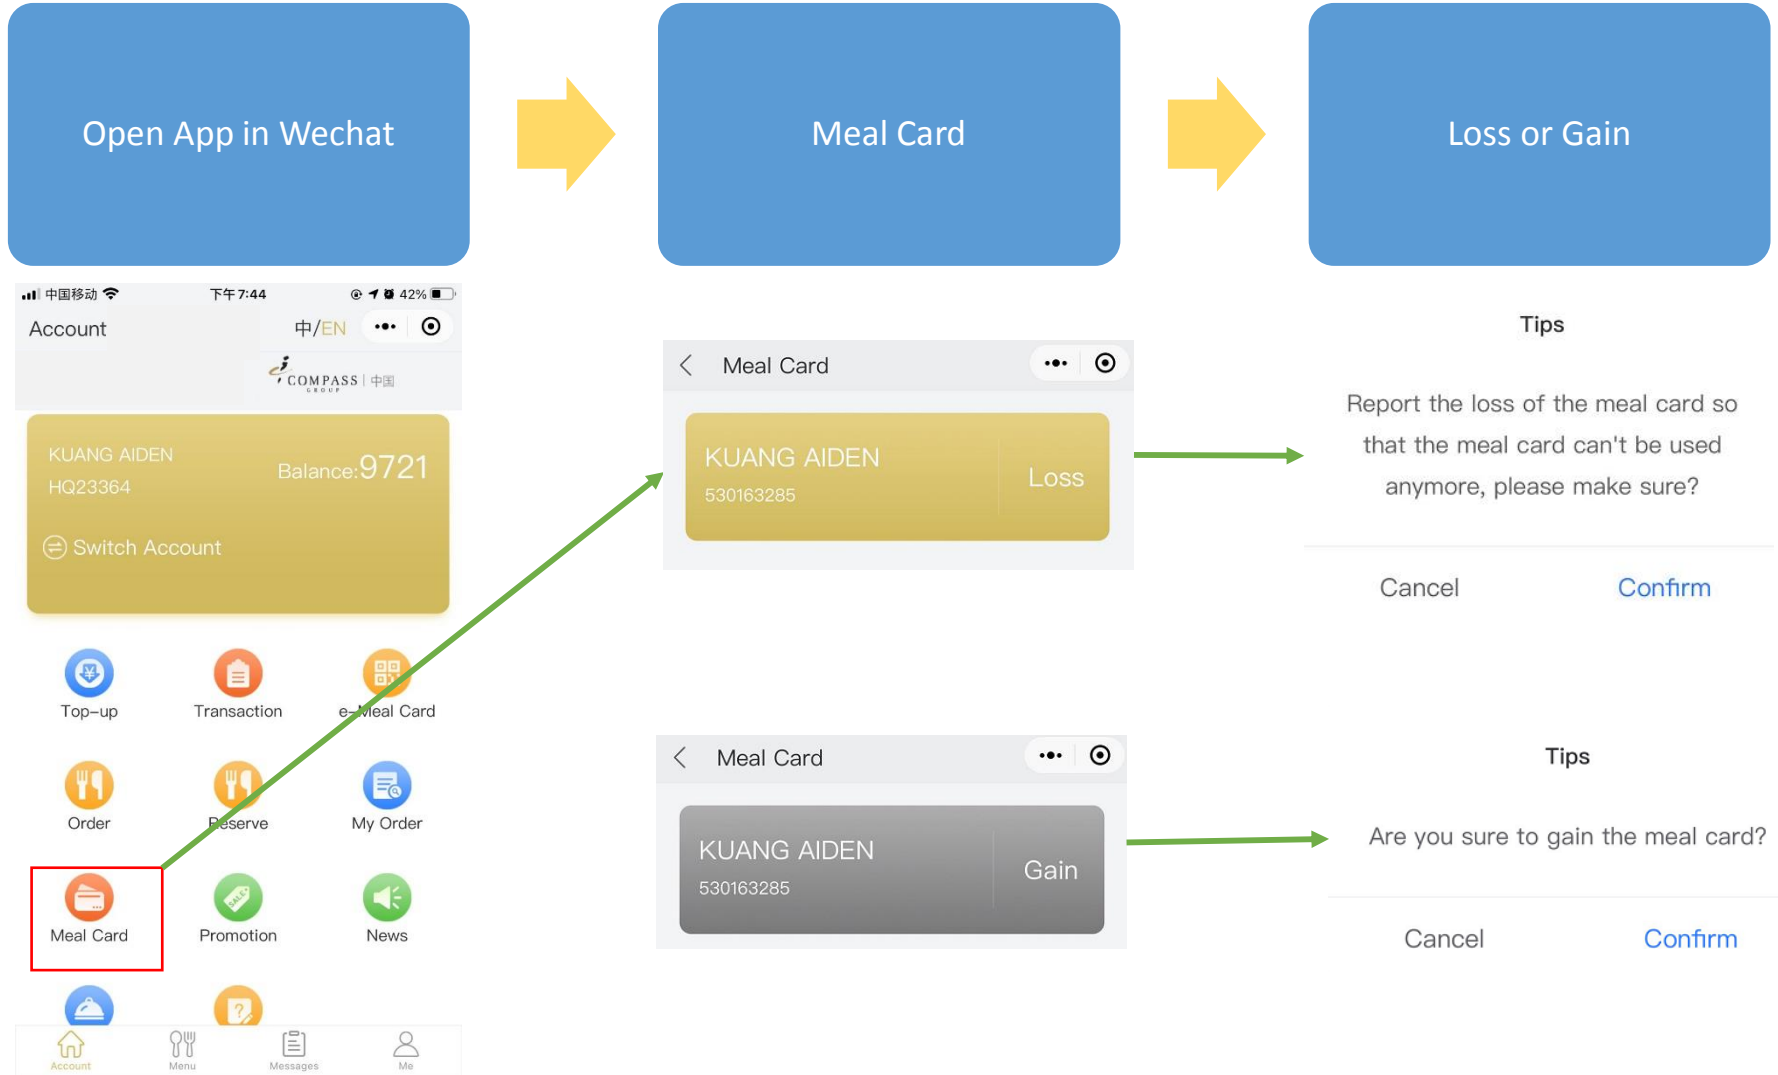 Open App in Wechat
Meal Card
Loss or Gain
中国移动
下午7:44
42%
Account
中/EN
COMPASS | 中国
GROUP
KUANG AIDEN
HQ23364
Balance:9721
Switch Account
Top-up
Transaction
e-Meal Card
Order
Reserve
My Order
Meal Card
SALE
Promotion
News
Account
Menu
Messages
Me
Meal Card
KUANG AIDEN
530163285
Loss
Meal Card
KUANG AIDEN
530163285
Gain
Tips
Report the loss of the meal card so
that the meal card can't be used
anymore, please make sure?
Cancel
Confirm
Tips
Are you sure to gain the meal card?
Cancel
Confirm